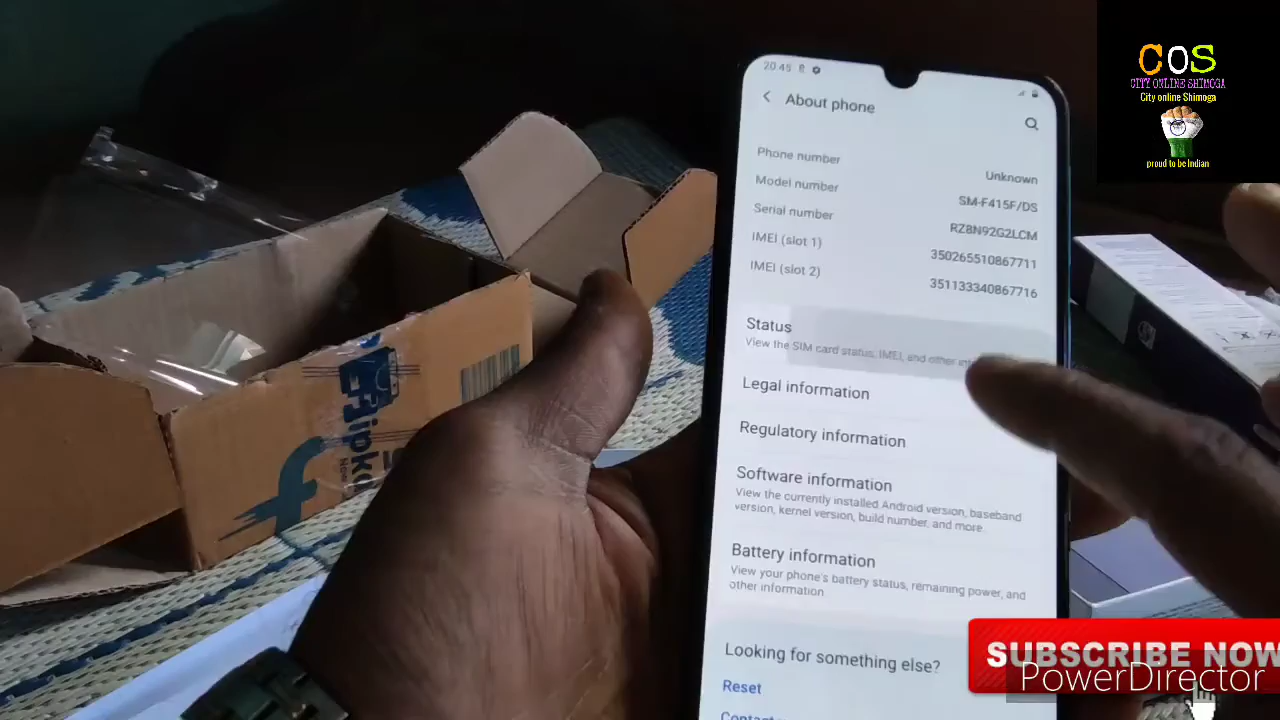 COS
CITY ONLINE SHIMOGA
City online Shimoga
proud to be Indian
20:45
About phone
Phone number
Unknown
Model number
SM-F415F/DS
Serial number
RZ8N92G2LCM
IMEI (slot 1)
350265510867711
IMEI (slot 2)
351133340867716
Status
View the SIM card status, IMEI, and other
Legal information
Regulatory information
Software information
View the currently installed Android version, baseband
version, kernel version, build number, and more.
Battery information
View your phone's battery status, remaining power, and
other information.
Looking for something else?
Reset
Flipk
SUBSCRIBE NOW
PowerDirector